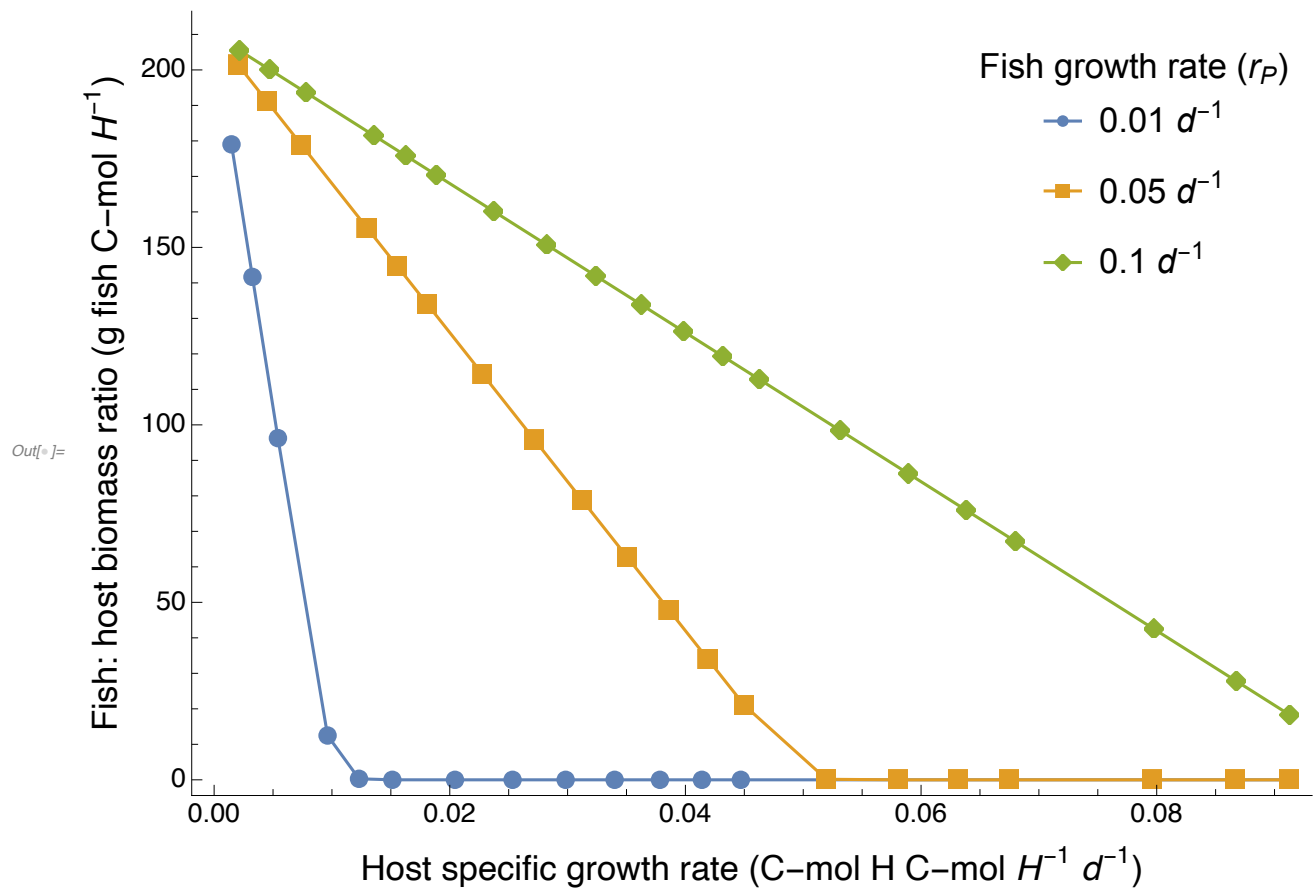 Fish growth rate (r_P)
0.01 d⁻¹
0.05 d⁻¹
0.1 d⁻¹
Fish: host biomass ratio (g fish C−mol H⁻¹)
200
150
100
50
0
Out[•]=
0.00 0.02 0.04 0.06 0.08
Host specific growth rate (C−mol H C−mol H⁻¹ d⁻¹)